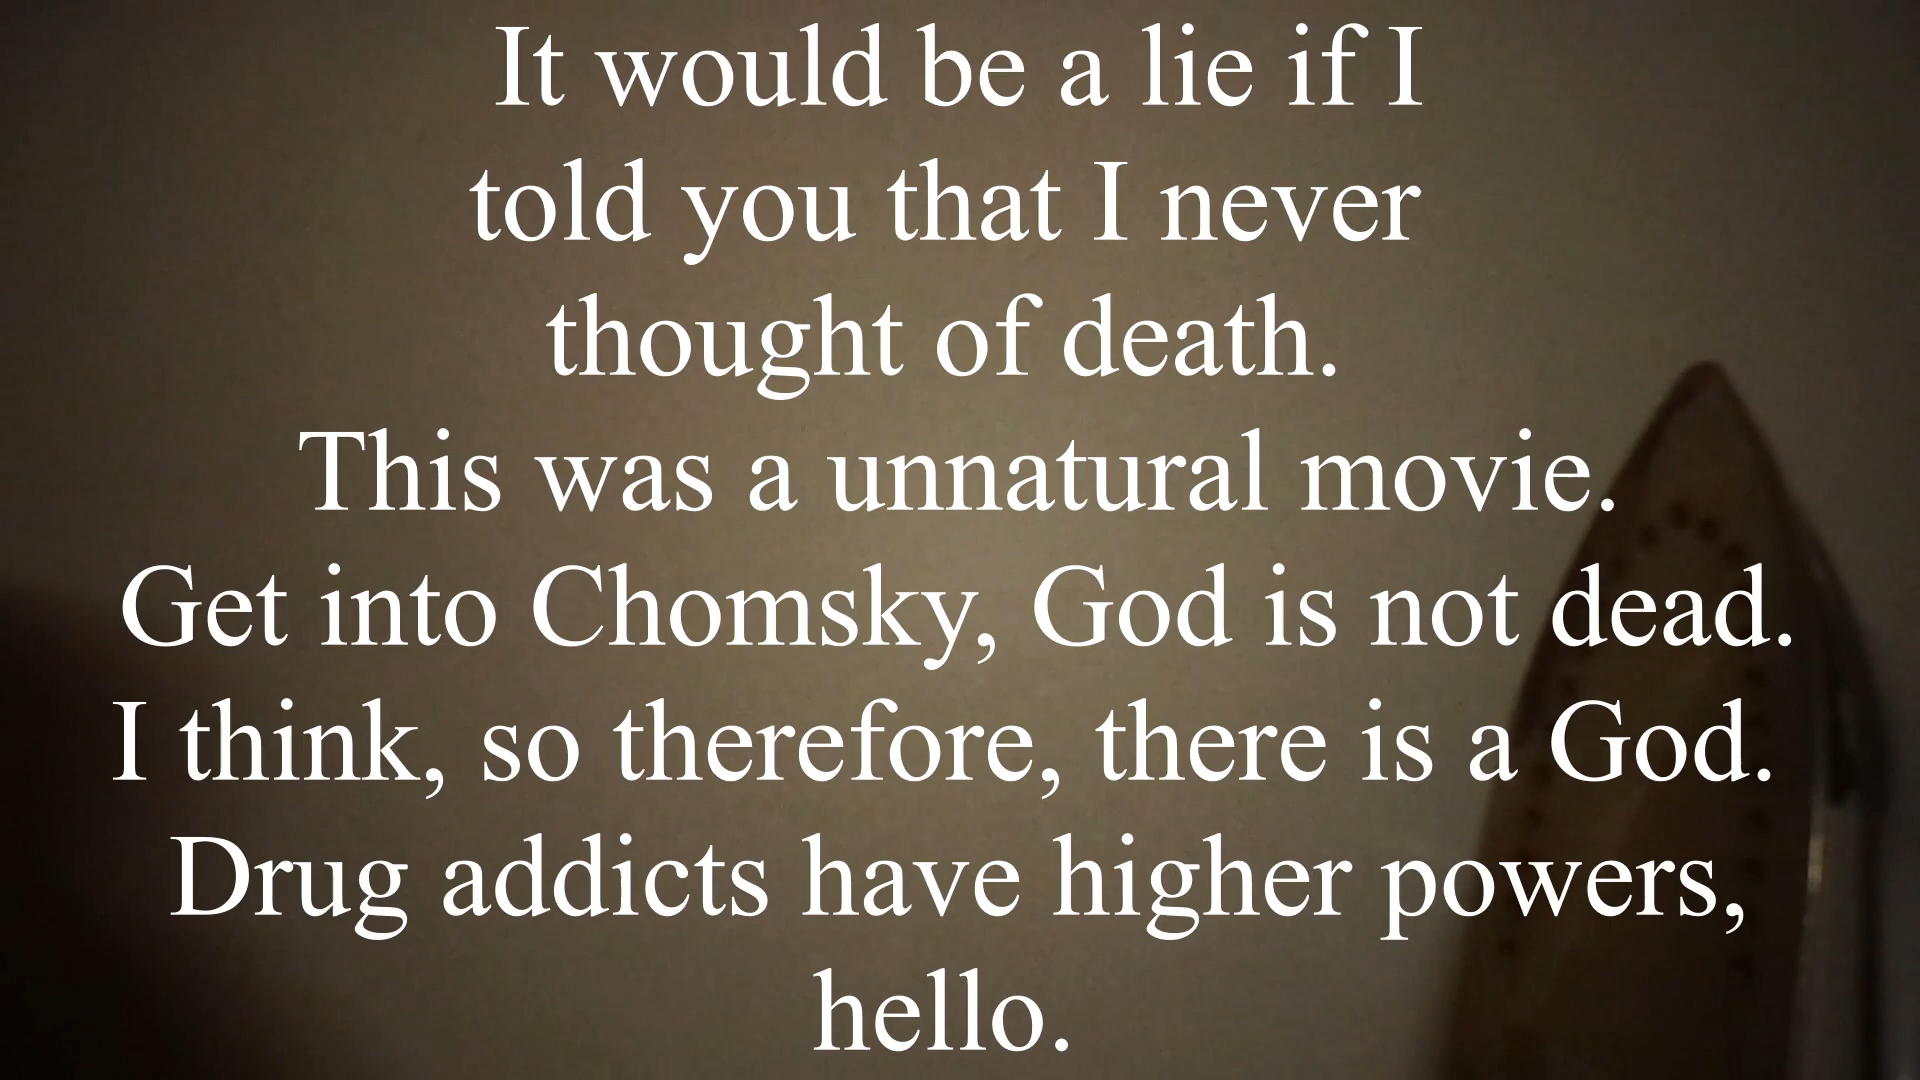 It would be a lie if I
told you that I never
thought of death.
This was a unnatural movie.
Get into Chomsky, God is not dead.
I think, so therefore, there is a God.
Drug addicts have higher powers,
hello.